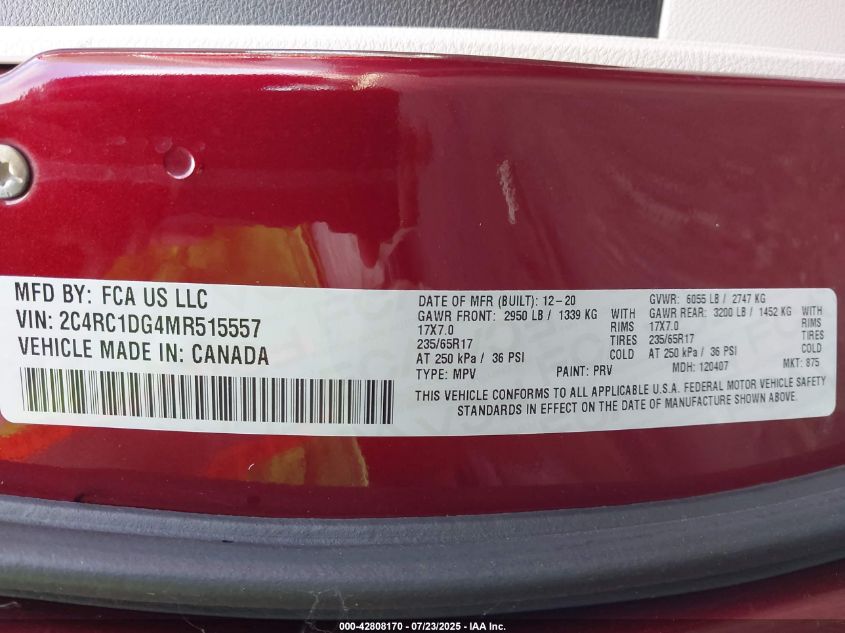 MFD BY: FCA US LLC
VIN: 2C4RC1DG4MR515557
VEHICLE MADE IN: CANADA
DATE OF MFR (BUILT): 12-20 GVWR: 6055 LB / 2747 KG
GAWR FRONT: 2950 LB / 1339 KG WITH GAWR REAR: 3200 LB / 1452 KG WITH
17X7.0 RIMS 17X7.0 RIMS
235/65R17 TIRES 235/65R17 TIRES
AT 250 kPa / 36 PSI COLD AT 250 kPa / 36 PSI COLD
TYPE: MPV PAINT: PRV MDH: 120407 MKT: 875
THIS VEHICLE CONFORMS TO ALL APPLICABLE U.S.A. FEDERAL MOTOR VEHICLE SAFETY
STANDARDS IN EFFECT ON THE DATE OF MANUFACTURE SHOWN ABOVE.
000-42808170 - 07/23/2025 - IAA Inc.